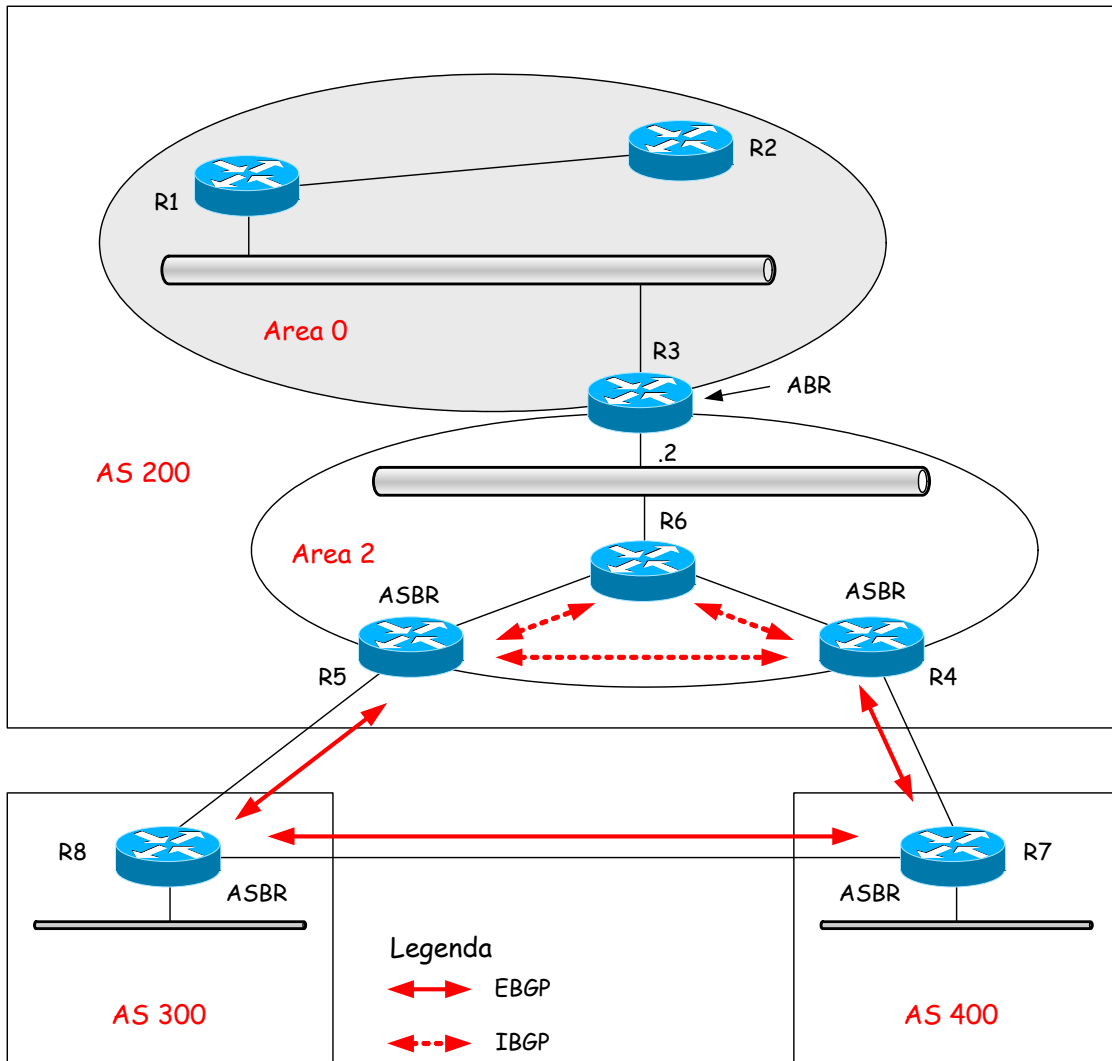 R2
R1
Area 0
R3
ABR
.2
AS 200
R6
Area 2
ASBR
ASBR
R5
R4
R8
R7
ASBR
ASBR
Legenda
EBGP
AS 300
AS 400
IBGP